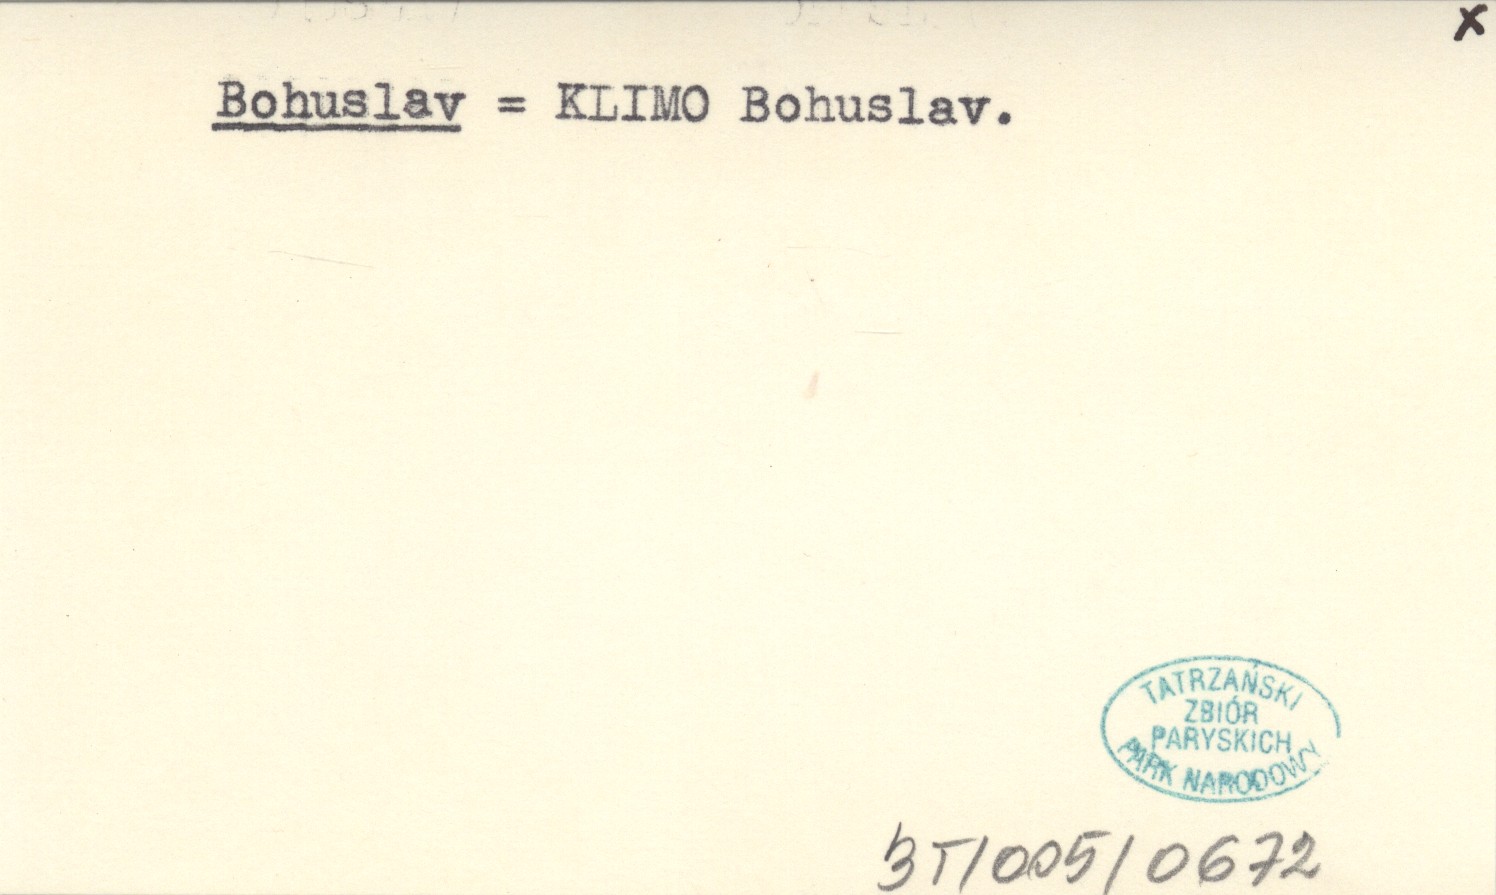 x
Bohuslav = KLIMO Bohuslav.
TATRZAŃSKI
ZBIÓR
PARYSKICH
PARK NARODOWY
3T/005/0672